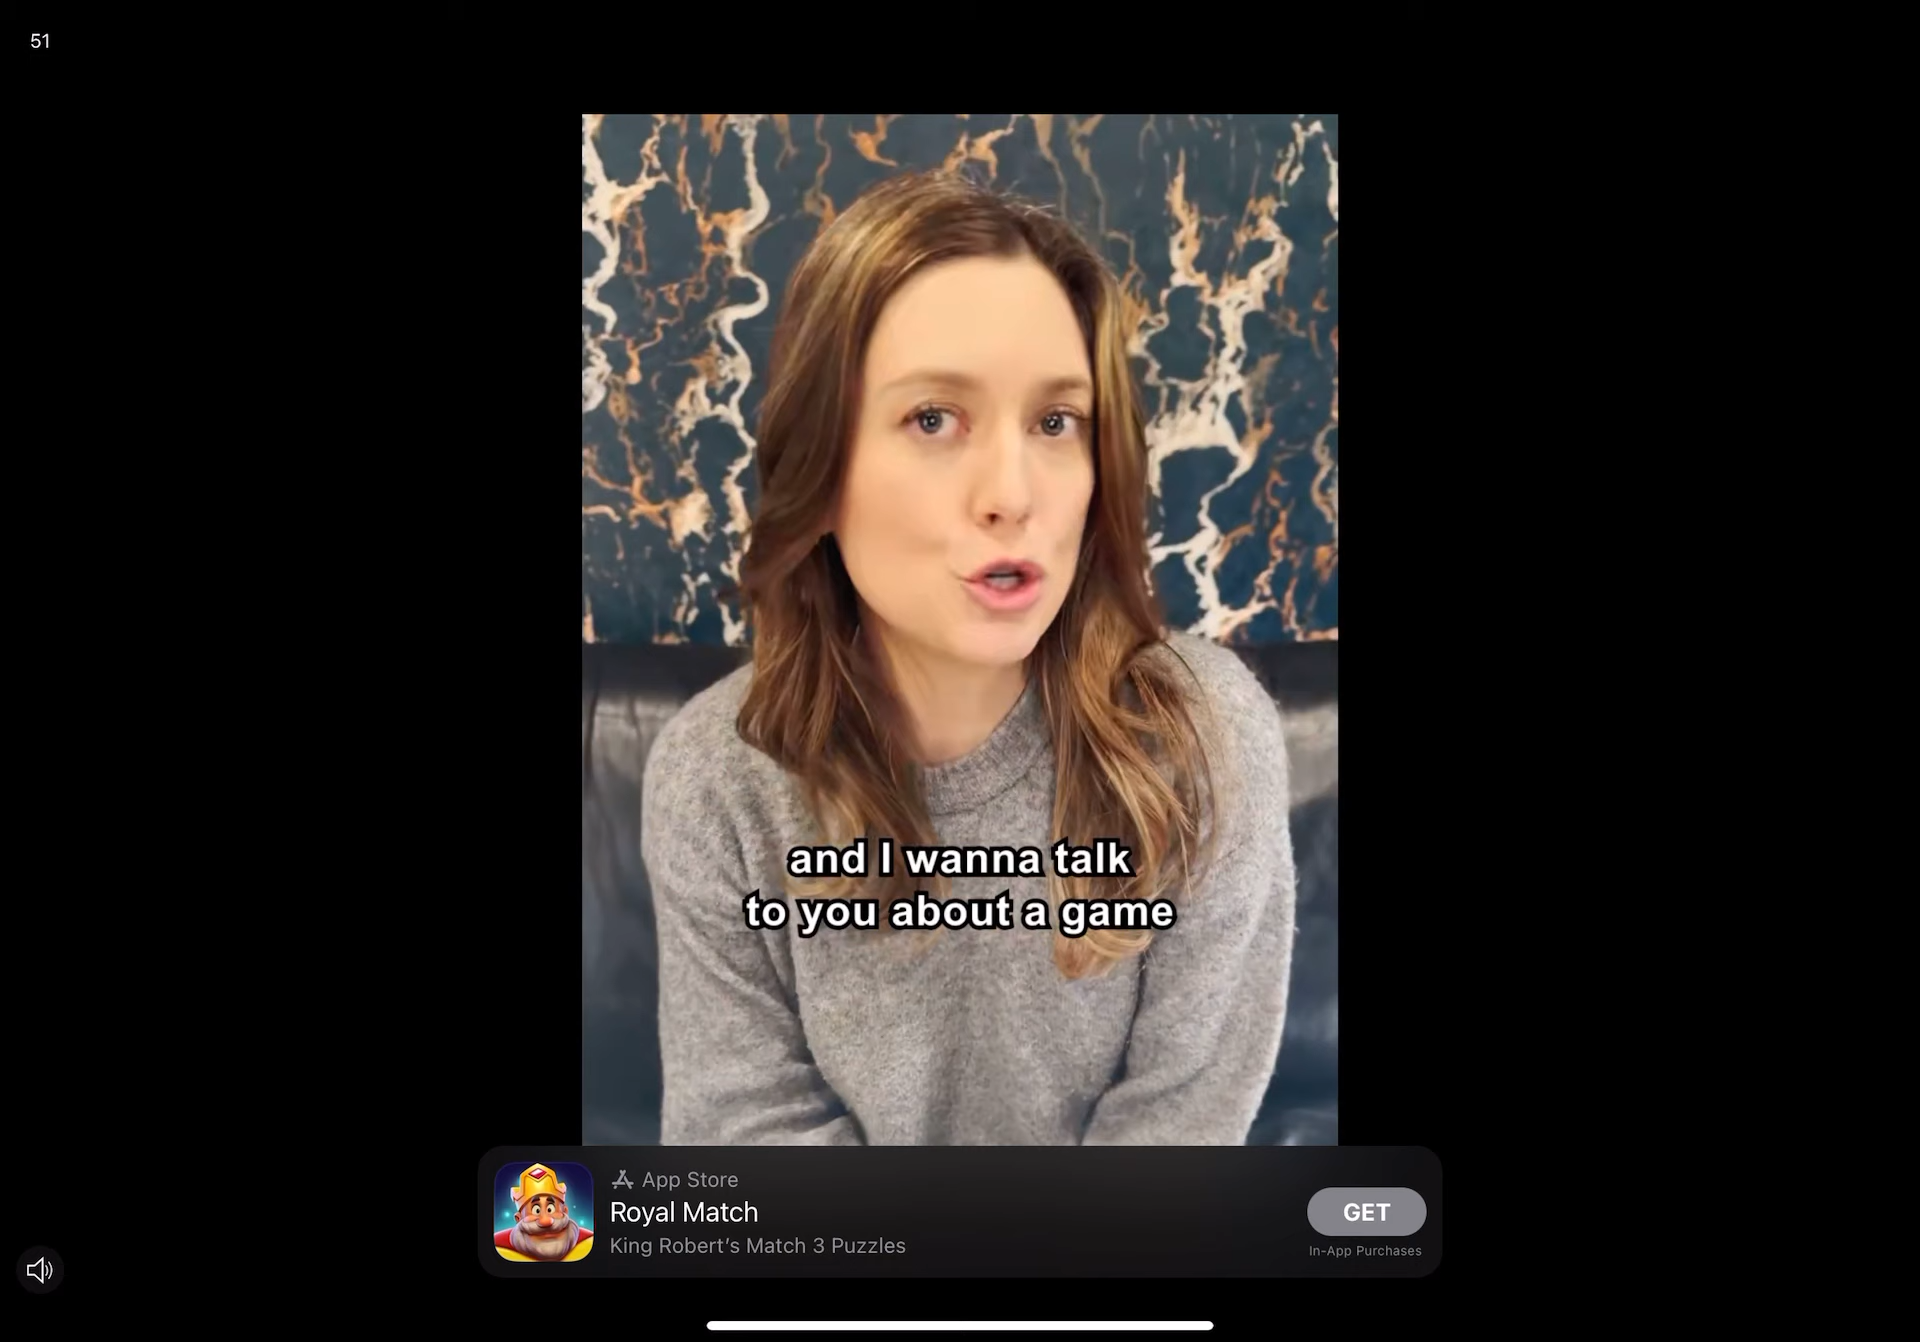 51
and I wanna talk
to you about a game
App Store
Royal Match
King Robert's Match 3 Puzzles
GET
In-App Purchases